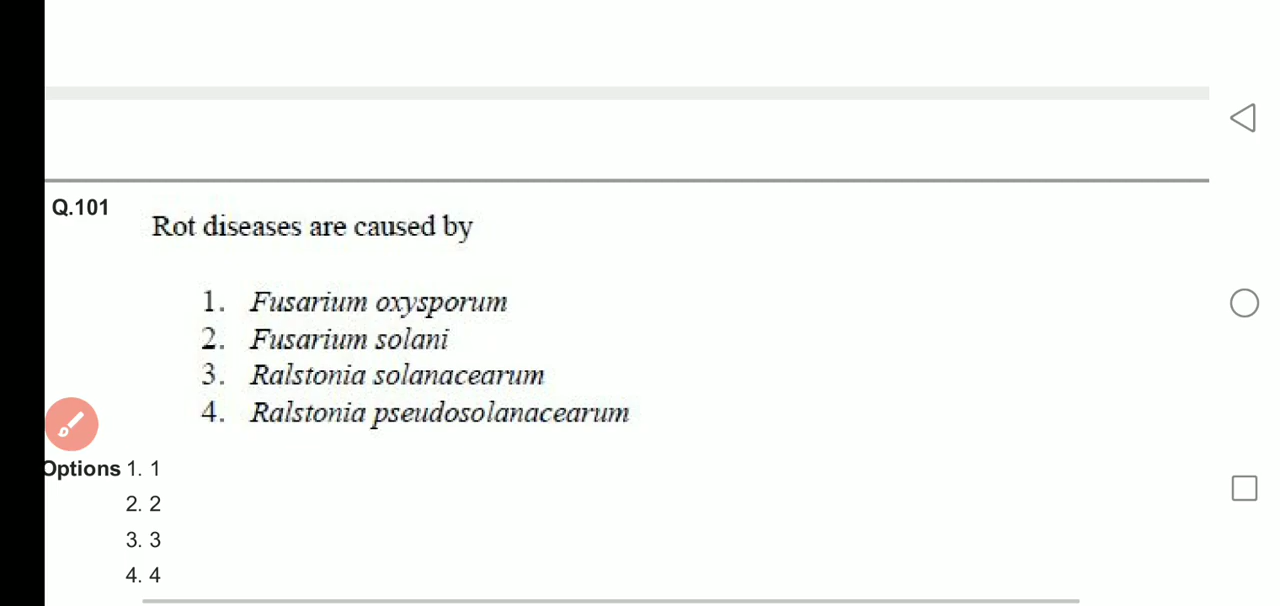 Q.101
Rot diseases are caused by
1. Fusarium oxysporum
2. Fusarium solani
3. Ralstonia solanacearum
4. Ralstonia pseudosolanacearum
Options 1. 1
2. 2
3. 3
4. 4